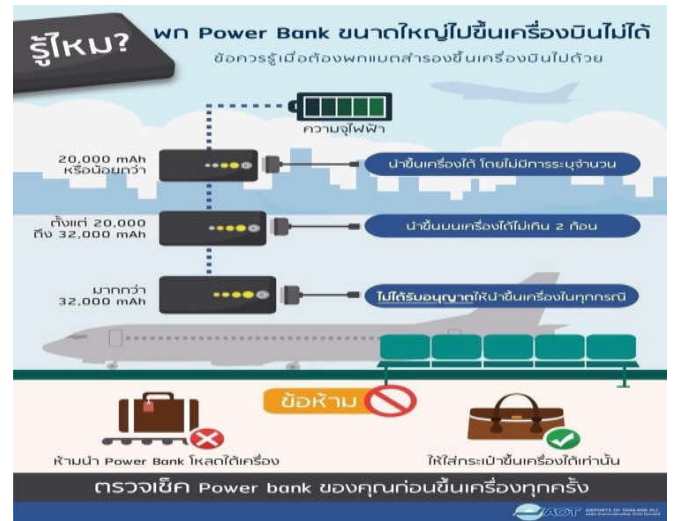 รู้ไหม?
พก Power Bank ขนาดใหญ่ไปขึ้นเครื่องบินไม่ได้
ข้อควรรู้เมื่อต้องพกแบตสำรองขึ้นเครื่องบินไปด้วย
ความจุไฟฟ้า
20,000 mAh
หรือน้อยกว่า
นำขึ้นเครื่องได้ โดยไม่มีการระบุจำนวน
ตั้งแต่ 20,000
ถึง 32,000 mAh
นำขึ้นบนเครื่องได้ไม่เกิน 2 ก้อน
มากกว่า
32,000 mAh
ไม่ได้รับอนุญาตให้นำขึ้นเครื่องในทุกกรณี
ข้อห้าม
ห้ามนำ Power Bank โหลดใต้เครื่อง
ให้ใส่กระเป๋าขึ้นเครื่องได้เท่านั้น
ตรวจเช็ค Power bank ของคุณก่อนขึ้นเครื่องทุกครั้ง
AOT
AIRPORTS OF THAILAND PLC